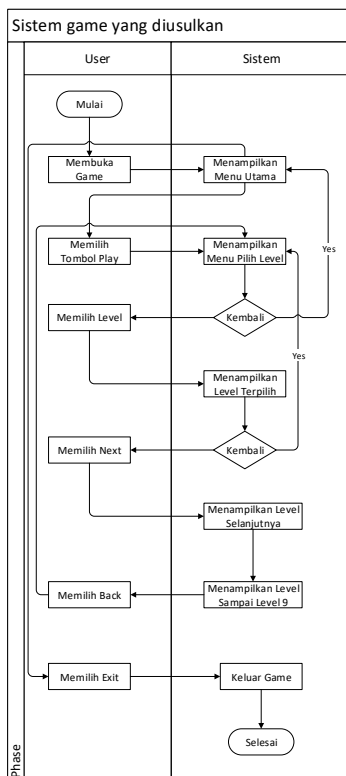 Sistem game yang diusulkan
User
Sistem
Mulai
Membuka
Game
Menampilkan
Menu Utama
Memilih
Tombol Play
Menampilkan
Menu Pilih Level
Yes
Memilih Level
Kembali
Yes
Menampilkan
Level Terpilih
Memilih Next
Kembali
Menampilkan Level
Selanjutnya
Memilih Back
Menampilkan Level
Sampai Level 9
Memilih Exit
Keluar Game
Selesai
Phase